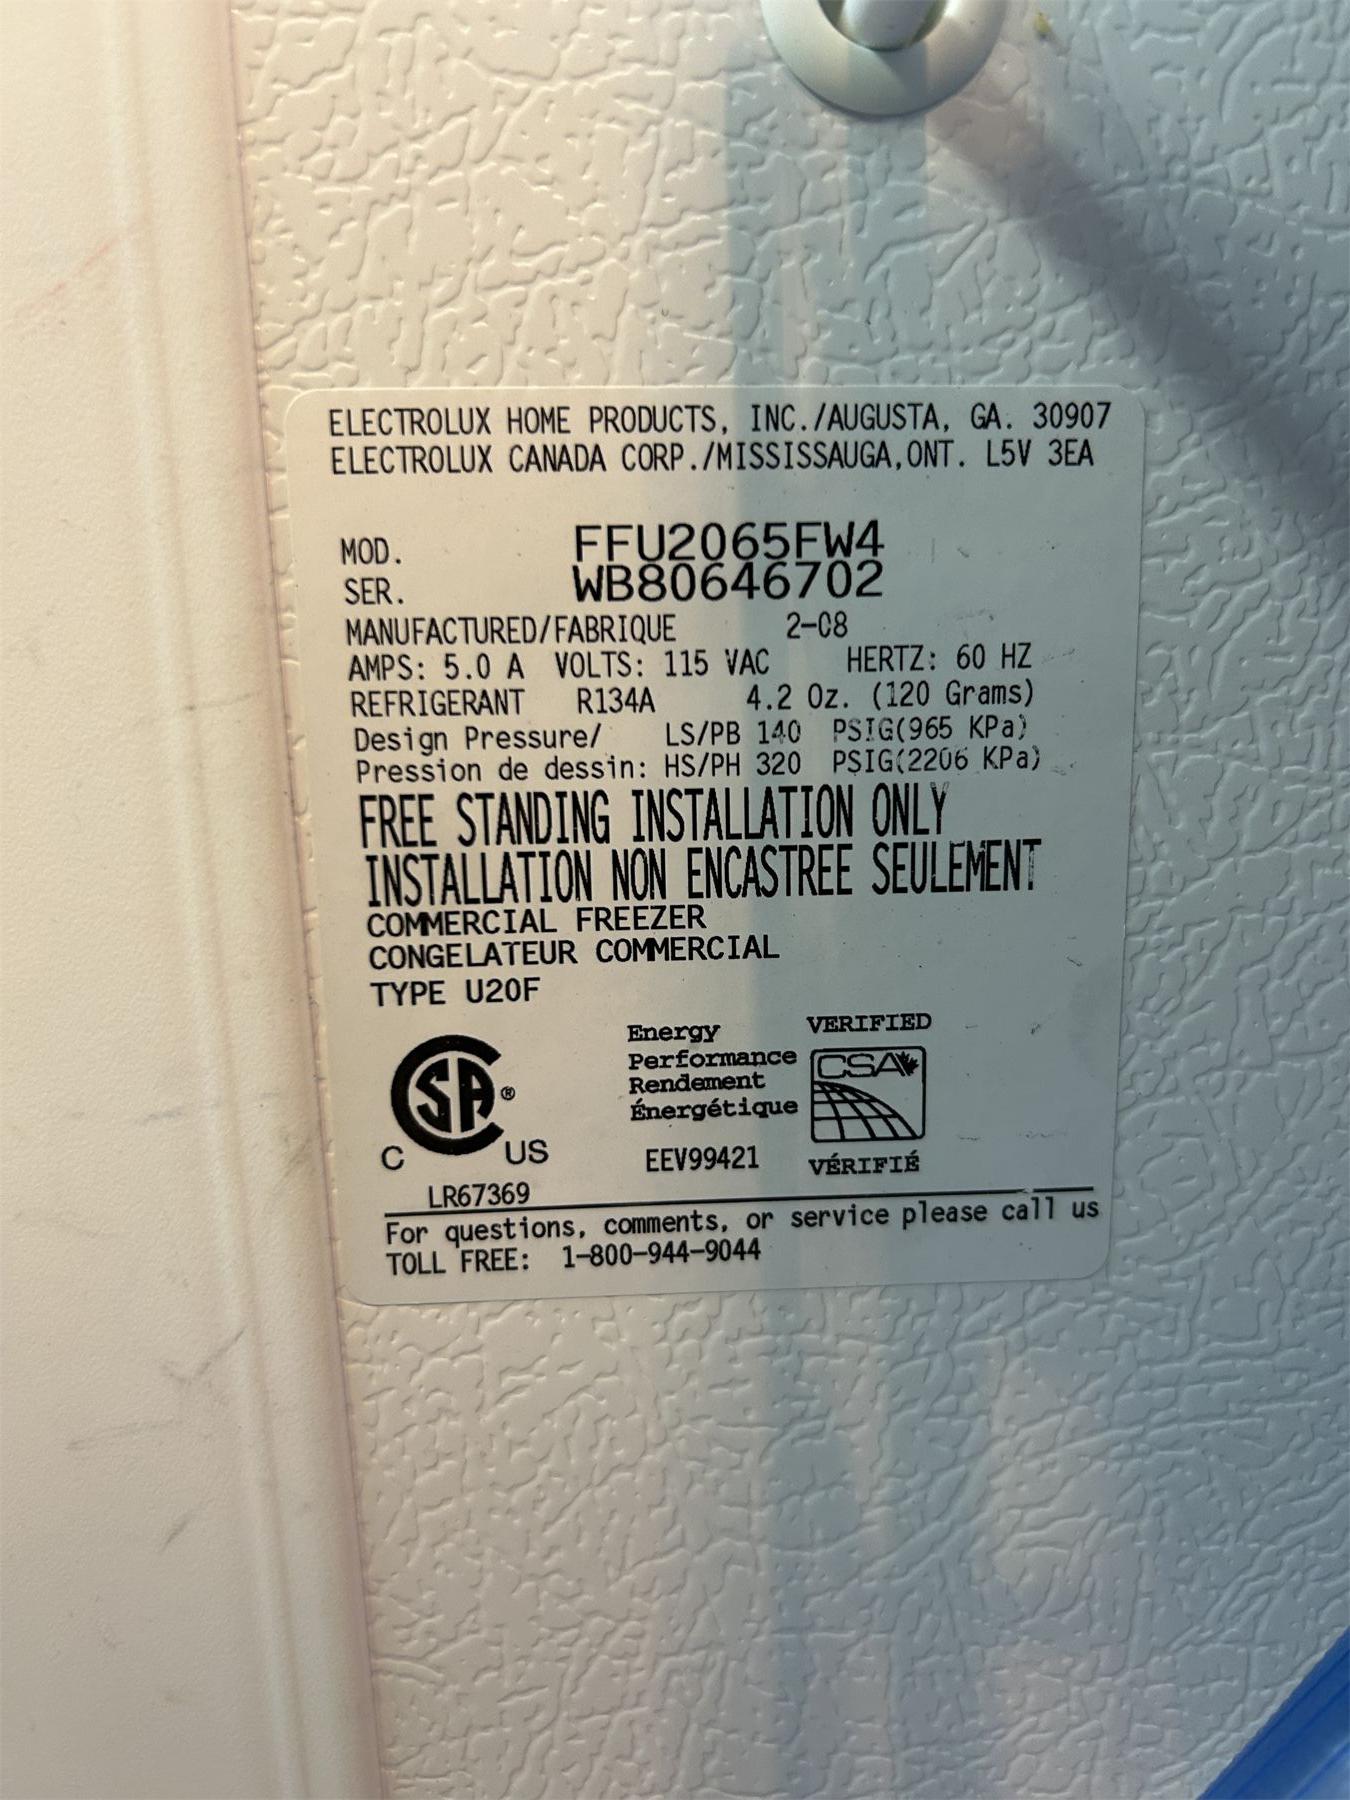 ELECTROLUX HOME PRODUCTS, INC./AUGUSTA, GA. 30907
ELECTROLUX CANADA CORP./MISSISSAUGA,ONT. L5V 3EA
MOD. FFU2065FW4
SER. WB80646702
MANUFACTURED/FABRIQUE 2-08
AMPS: 5.0 A VOLTS: 115 VAC HERTZ: 60 HZ
REFRIGERANT R134A 4.2 Oz. (120 Grams)
Design Pressure/ LS/PB 140 PSIG(965 KPa)
Pression de dessin: HS/PH 320 PSIG(2206 KPa)
FREE STANDING INSTALLATION ONLY
INSTALLATION NON ENCASTREE SEULEMENT
COMMERCIAL FREEZER
CONGELATEUR COMMERCIAL
TYPE U20F
SA ®
C US
LR67369
Energy
Performance
Rendement
Énergétique
EEV99421
VERIFIED
CSA
VÉRIFIÉ
For questions, comments, or service please call us
TOLL FREE: 1-800-944-9044